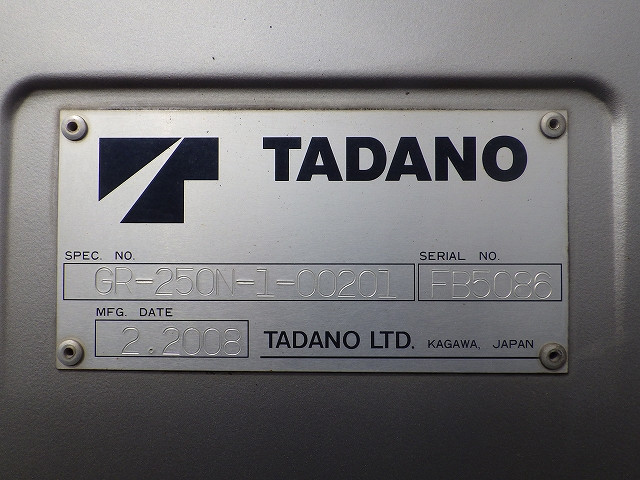 TADANO
SPEC. NO. SERIAL NO.
GR-250N-1-00201 FB5086
MFG. DATE
2.2008 TADANO LTD. KAGAWA, JAPAN